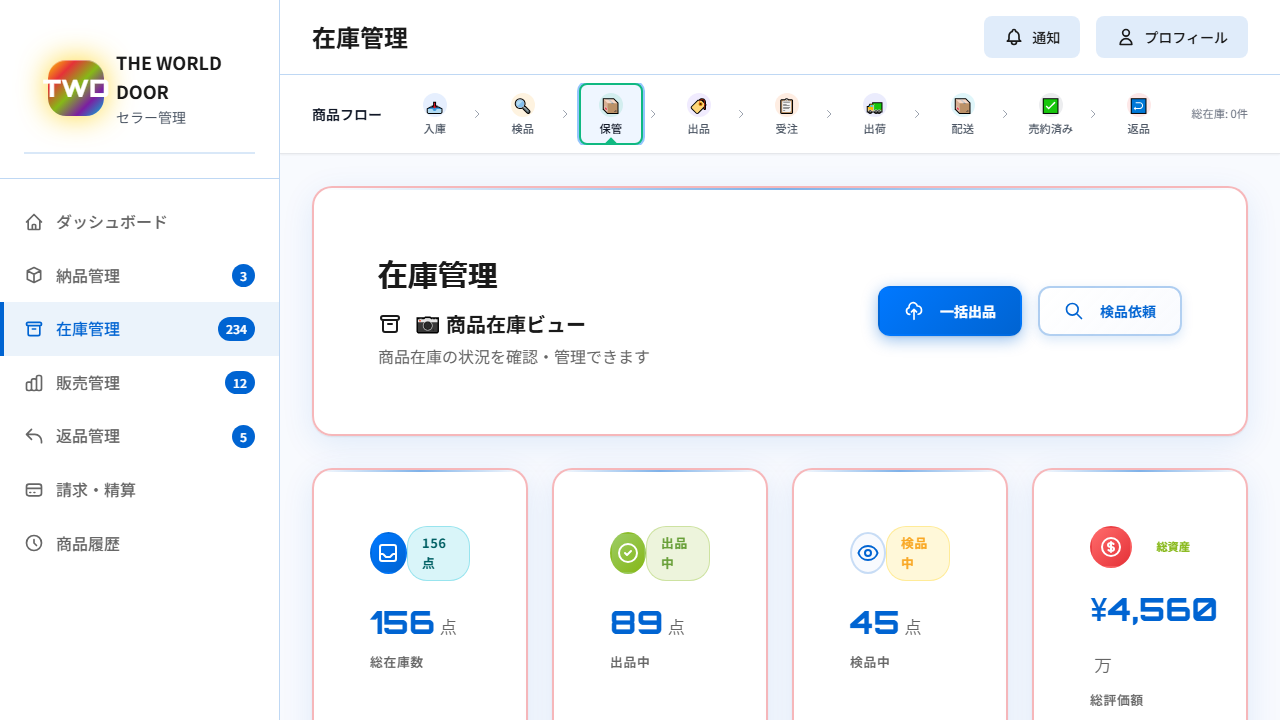 TWD
THE WORLD
DOOR
セラー管理
ダッシュボード
納品管理
3
在庫管理
234
販売管理
12
返品管理
5
請求・精算
商品履歴
在庫管理
通知
プロフィール
商品フロー
入庫
検品
保管
出品
受注
出荷
配送
売約済み
返品
総在庫: 0件
在庫管理
商品在庫ビュー
商品在庫の状況を確認・管理できます
一括出品
検品依頼
156
点
156 点
総在庫数
出品
中
89 点
出品中
検品
中
45 点
検品中
総資産
¥4,560
万
総評価額